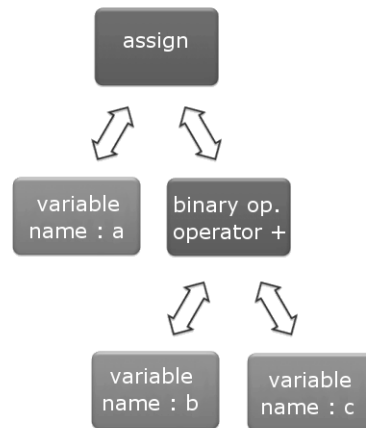 assign
variable
name : a
binary op.
operator +
variable
name : b
variable
name : c